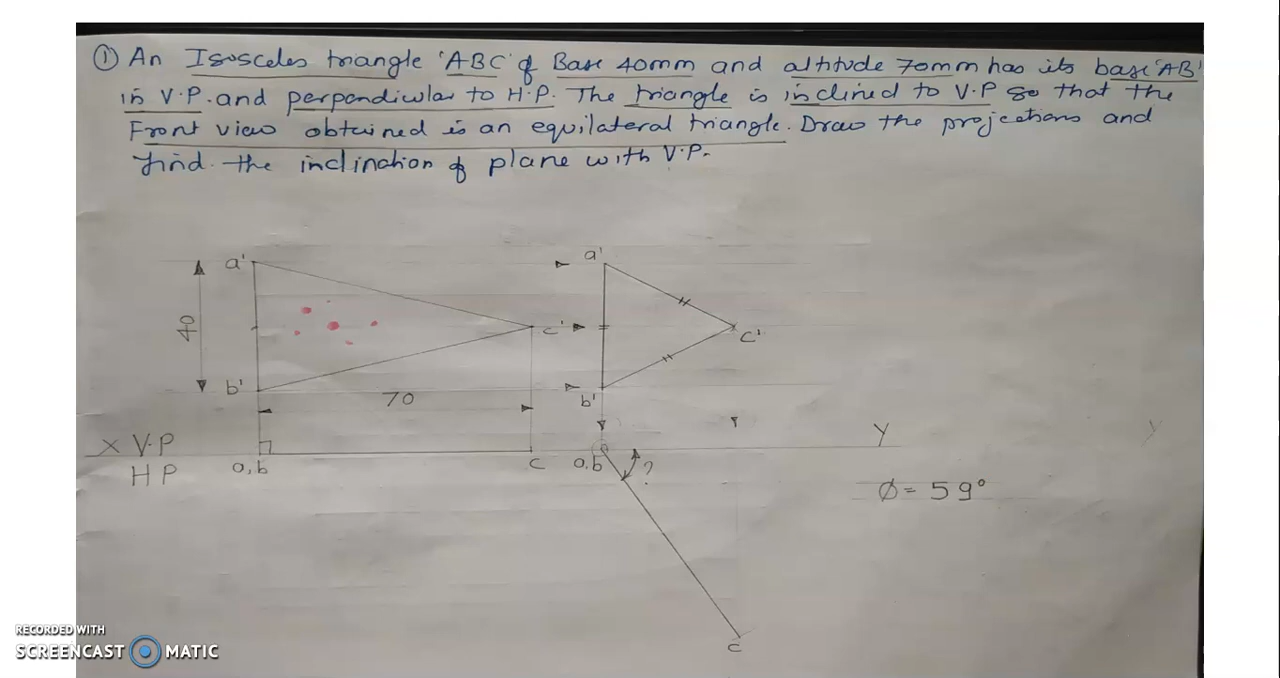 ① An Isosceles triangle 'ABC' of Base 40mm and altitude 70mm has its base 'AB'
in V.P. and perpendicular to H.P. The triangle is inclined to V.P so that the
Front view obtained is an equilateral triangle. Draw the projections and
find the inclination of plane with V.P.
a' a'
40 c' c'
b' 70 b'
X V.P Y Y
H P a,b c a,b ?
Ø = 59°
c
RECORDED WITH
SCREENCAST MATIC